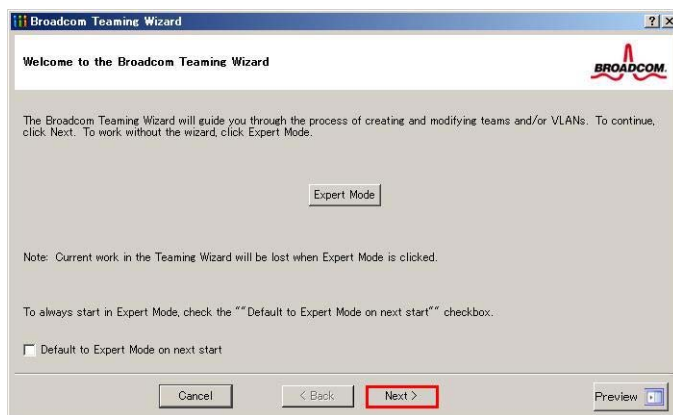 Broadcom Teaming Wizard
Welcome to the Broadcom Teaming Wizard
BROADCOM.
The Broadcom Teaming Wizard will guide you through the process of creating and modifying teams and/or VLANs. To continue,
click Next. To work without the wizard, click Expert Mode.
Expert Mode
Note: Current work in the Teaming Wizard will be lost when Expert Mode is clicked.
To always start in Expert Mode, check the ""Default to Expert Mode on next start"" checkbox.
Default to Expert Mode on next start
Cancel
< Back
Next >
Preview